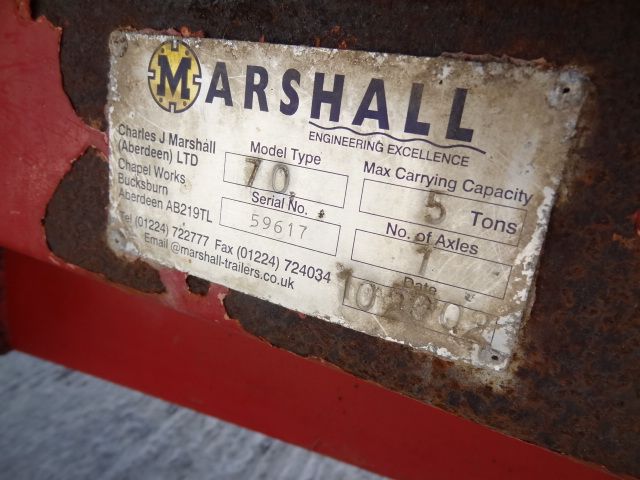 MARSHALL
ENGINEERING EXCELLENCE
Charles J Marshall
(Aberdeen) LTD
Chapel Works
Bucksburn
Aberdeen AB219TL
Tel (01224) 722777 Fax (01224) 724034
Email @marshall-trailers.co.uk
Model Type
70
Serial No.
59617
Max Carrying Capacity
5 Tons
No. of Axles
1
Date
10 2002